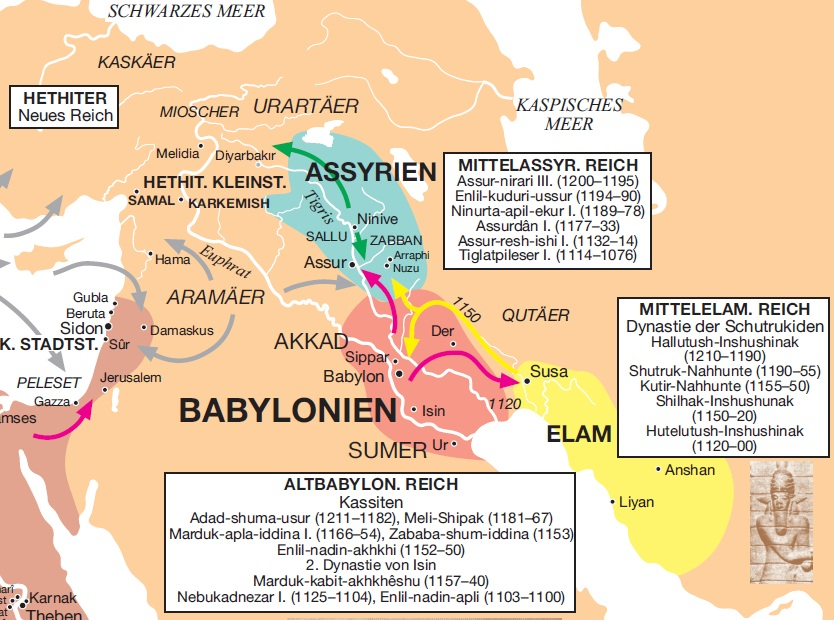 SCHWARZES MEER
KASKÄER
HETHITER
Neues Reich
MIOSCHER
URARTÄER
KASPISCHES
MEER
Melidia
Diyarbakır
HETHIT. KLEINST.
SAMAL
KARKEMISH
ASSYRIEN
Tigris
Ninive
SALLU
ZABBAN
Arraphi
Nuzu
Assur
MITTELASSYR. REICH
Assur-nirari III. (1200–1195)
Enlil-kuduri-ussur (1194–90)
Ninurta-apil-ekur I. (1189–78)
Assurdân I. (1177–33)
Assur-resh-ishi I. (1132–14)
Tiglatpileser I. (1114–1076)
Hama
Euphrat
ARAMÄER
Gubla
Beruta
Sidon
K. STADTST.
Sûr
Damaskus
PELESET
Jerusalem
Gazza
mses
1150
QUTÄER
AKKAD
Der
Sippar
Babylon
Susa
BABYLONIEN
Isin
1120
SUMER
Ur
ELAM
Anshan
Liyan
MITTELELAM. REICH
Dynastie der Schutrukiden
Hallutush-Inshushinak
(1210–1190)
Shutruk-Nahhunte (1190–55)
Kutir-Nahhunte (1155–50)
Shilhak-Inshushunak
(1150–20)
Hutelutush-Inshushinak
(1120–00)
ALTBABYLON. REICH
Kassiten
Adad-shuma-usur (1211–1182), Meli-Shipak (1181–67)
Marduk-apla-iddina I. (1166–54), Zababa-shum-iddina (1153)
Enlil-nadin-akhkhi (1152–50)
2. Dynastie von Isin
Marduk-kabit-akhkhêshu (1157–40)
Nebukadnezar I. (1125–1104), Enlil-nadin-apli (1103–1100)
Karnak
Theben